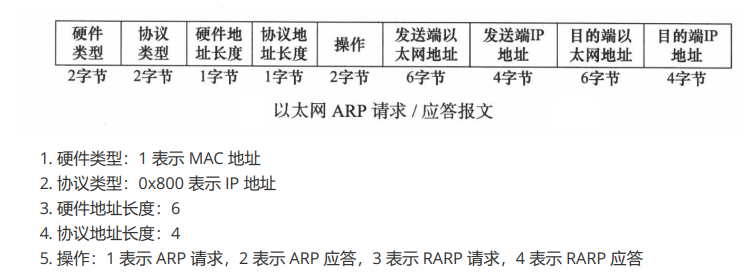 硬件 协议 硬件地 协议地 操作 发送端以 发送端IP 目的端以 目的端IP
类型 类型 址长度 址长度 太网地址 地址 太网地址 地址
2字节 2字节 1字节 1字节 2字节 6字节 4字节 6字节 4字节
以太网 ARP 请求 / 应答报文
1. 硬件类型：1 表示 MAC 地址
2. 协议类型：0x800 表示 IP 地址
3. 硬件地址长度：6
4. 协议地址长度：4
5. 操作：1 表示 ARP 请求，2 表示 ARP 应答，3 表示 RARP 请求，4 表示 RARP 应答